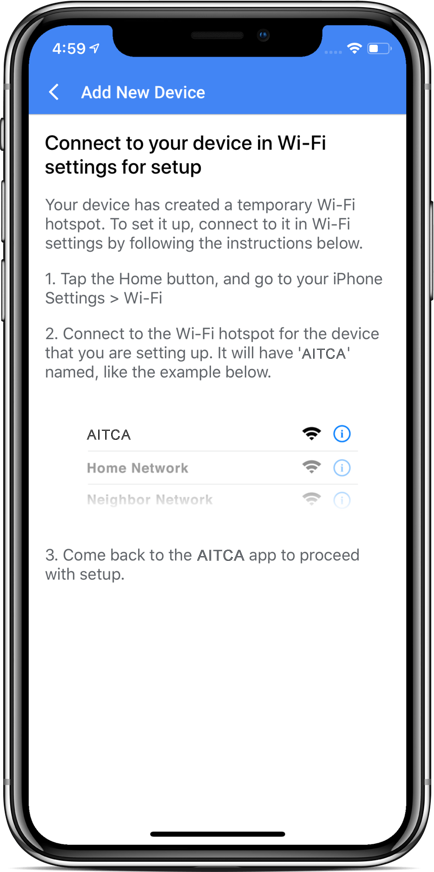 4:59
Add New Device
Connect to your device in Wi-Fi
settings for setup
Your device has created a temporary Wi-Fi
hotspot. To set it up, connect to it in Wi-Fi
settings by following the instructions below.
1. Tap the Home button, and go to your iPhone
Settings > Wi-Fi
2. Connect to the Wi-Fi hotspot for the device
that you are setting up. It will have 'AITCA'
named, like the example below.
AITCA
Home Network
Neighbor Network
3. Come back to the AITCA app to proceed
with setup.